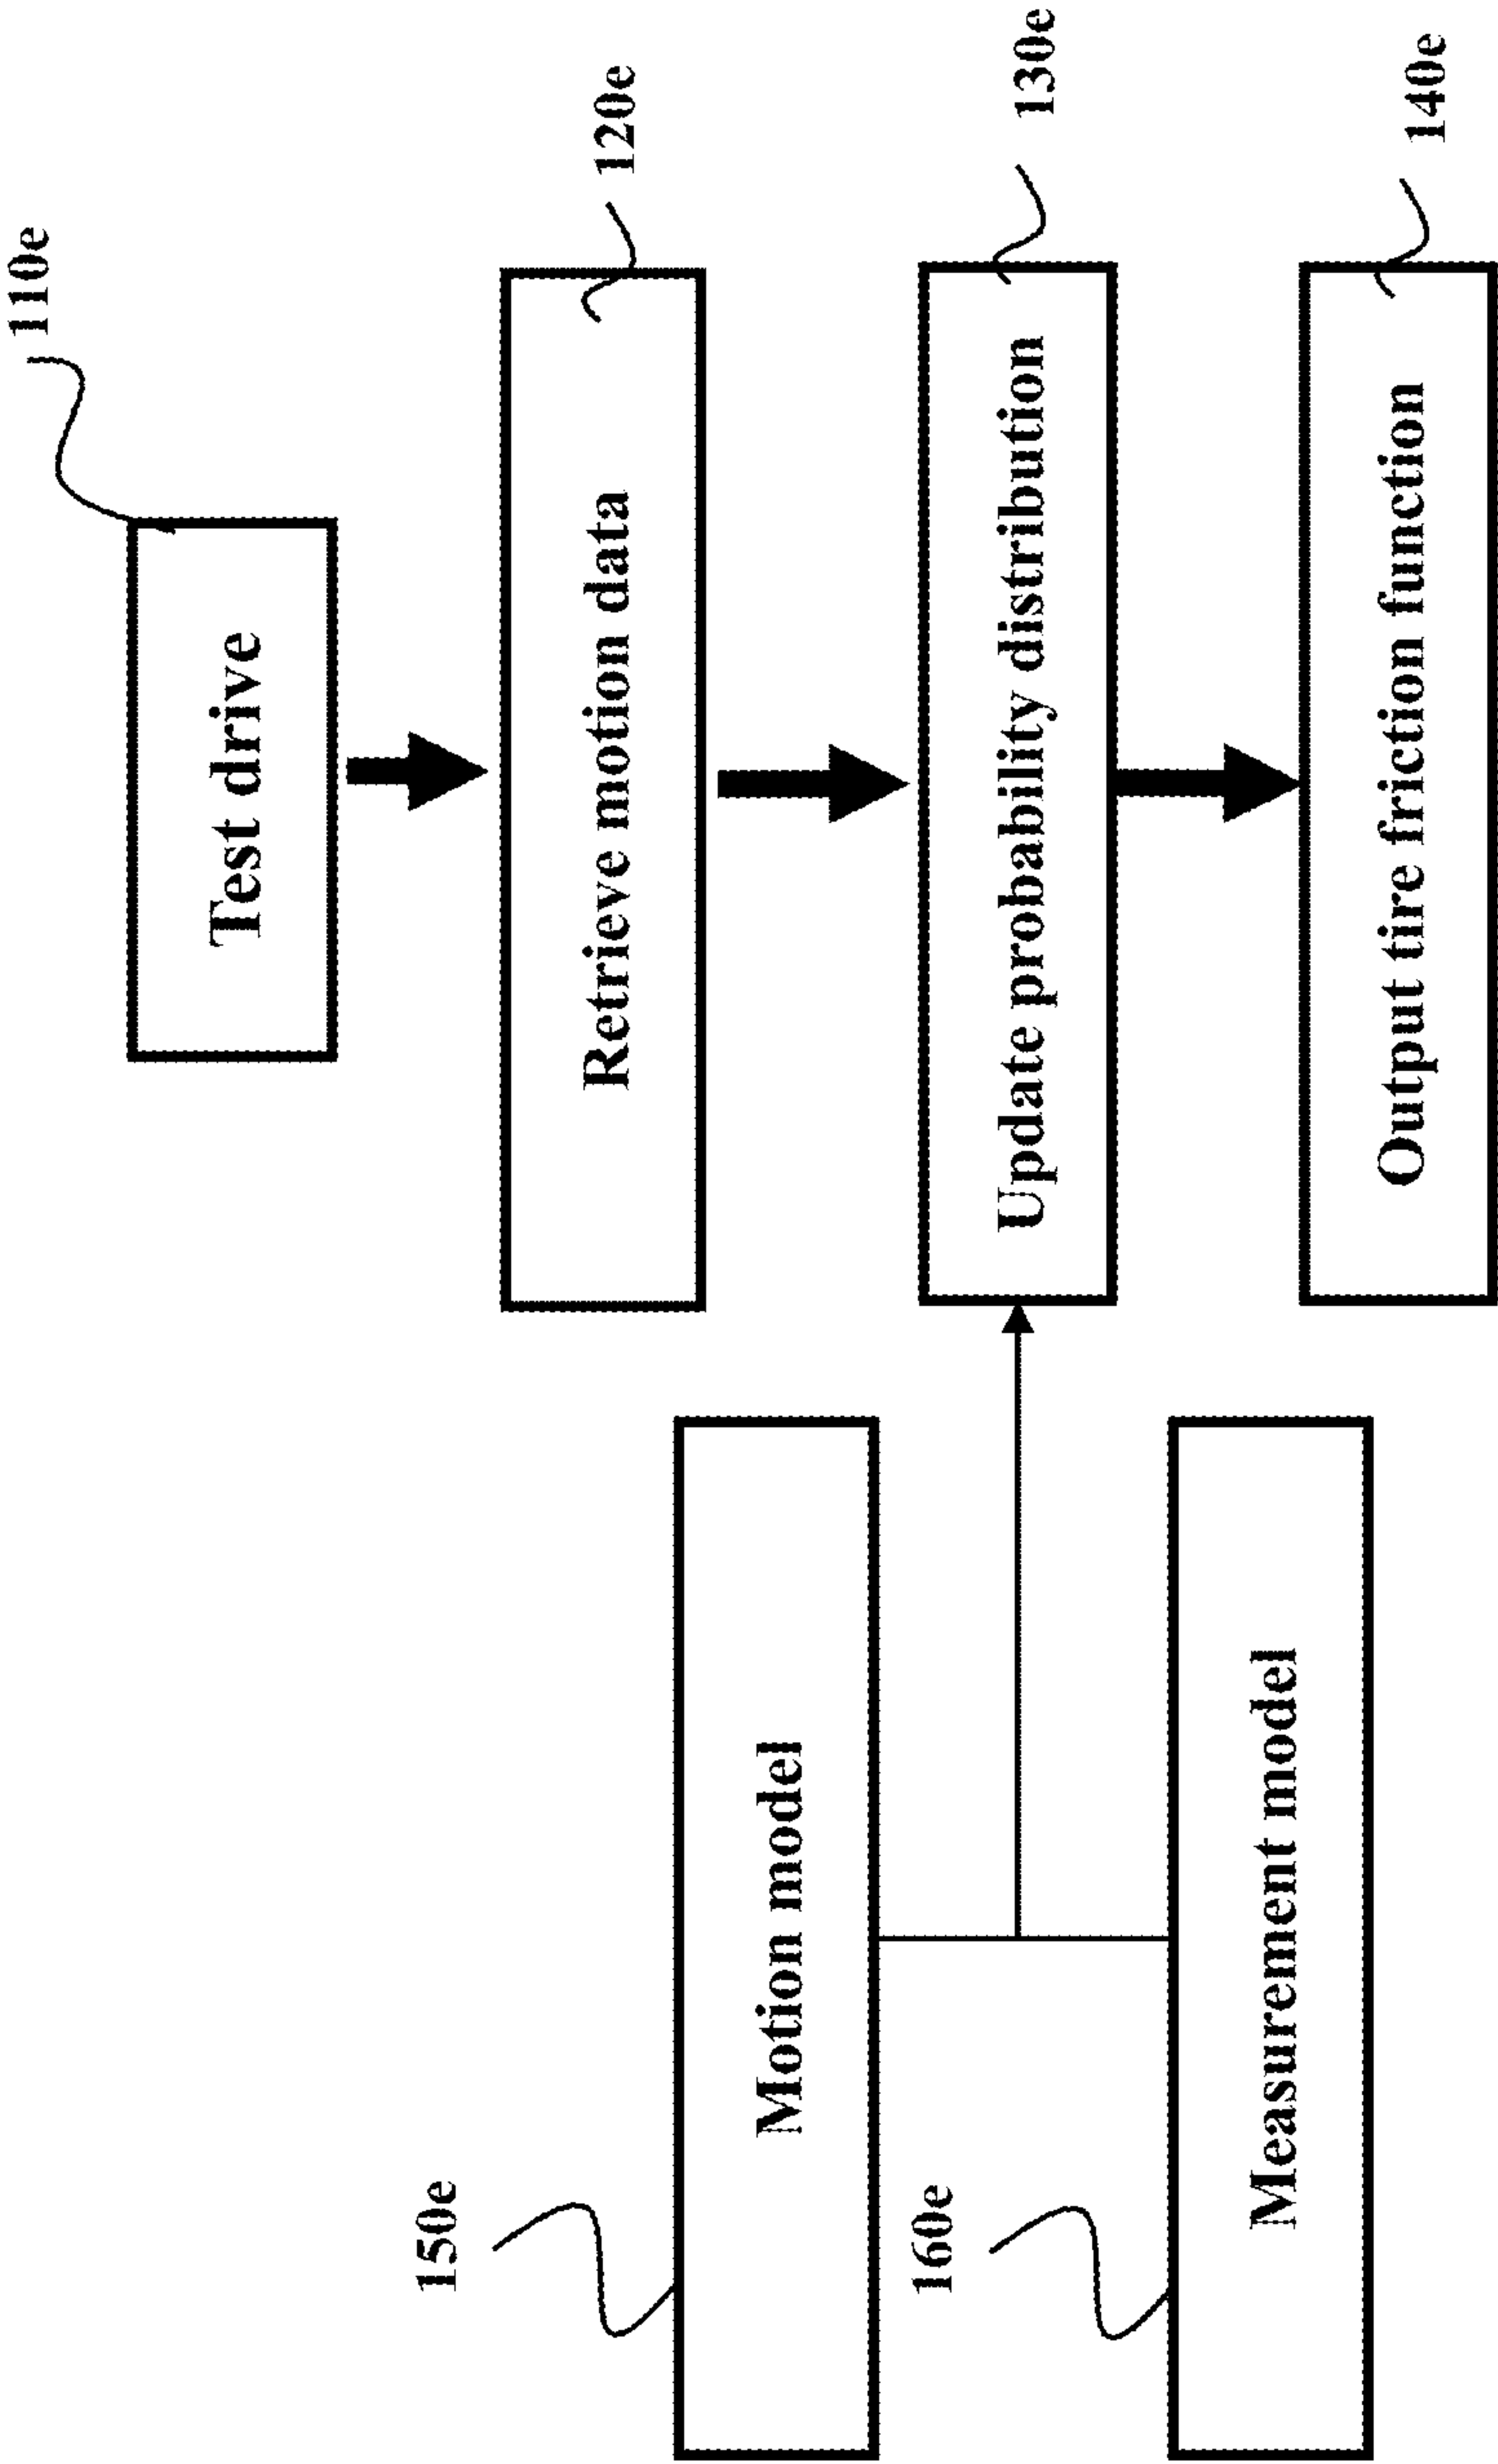 110e
Test drive
120e
Retrieve motion data
150e
Motion model
130e
Update probability distribution
160e
Measurement model
140e
Output tire friction function